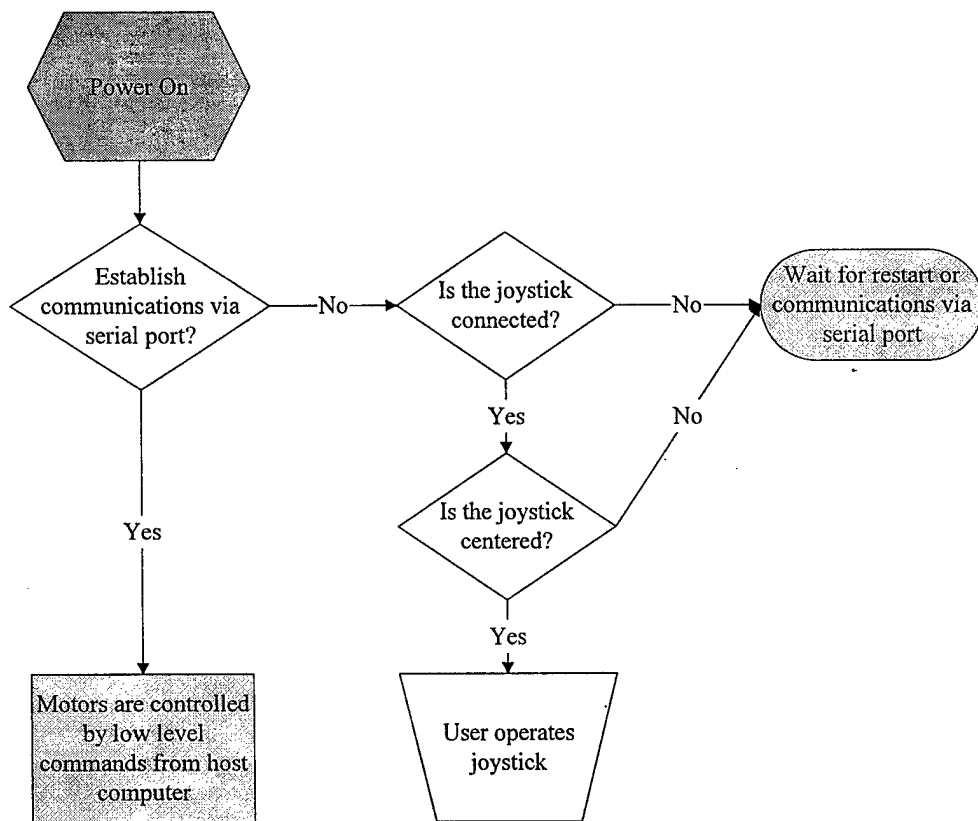 Power On
Establish
communications via
serial port?
No
Is the joystick
connected?
No
Wait for restart or
communications via
serial port
Yes
No
Is the joystick
centered?
Yes
Yes
Motors are controlled
by low level
commands from host
computer
User operates
joystick